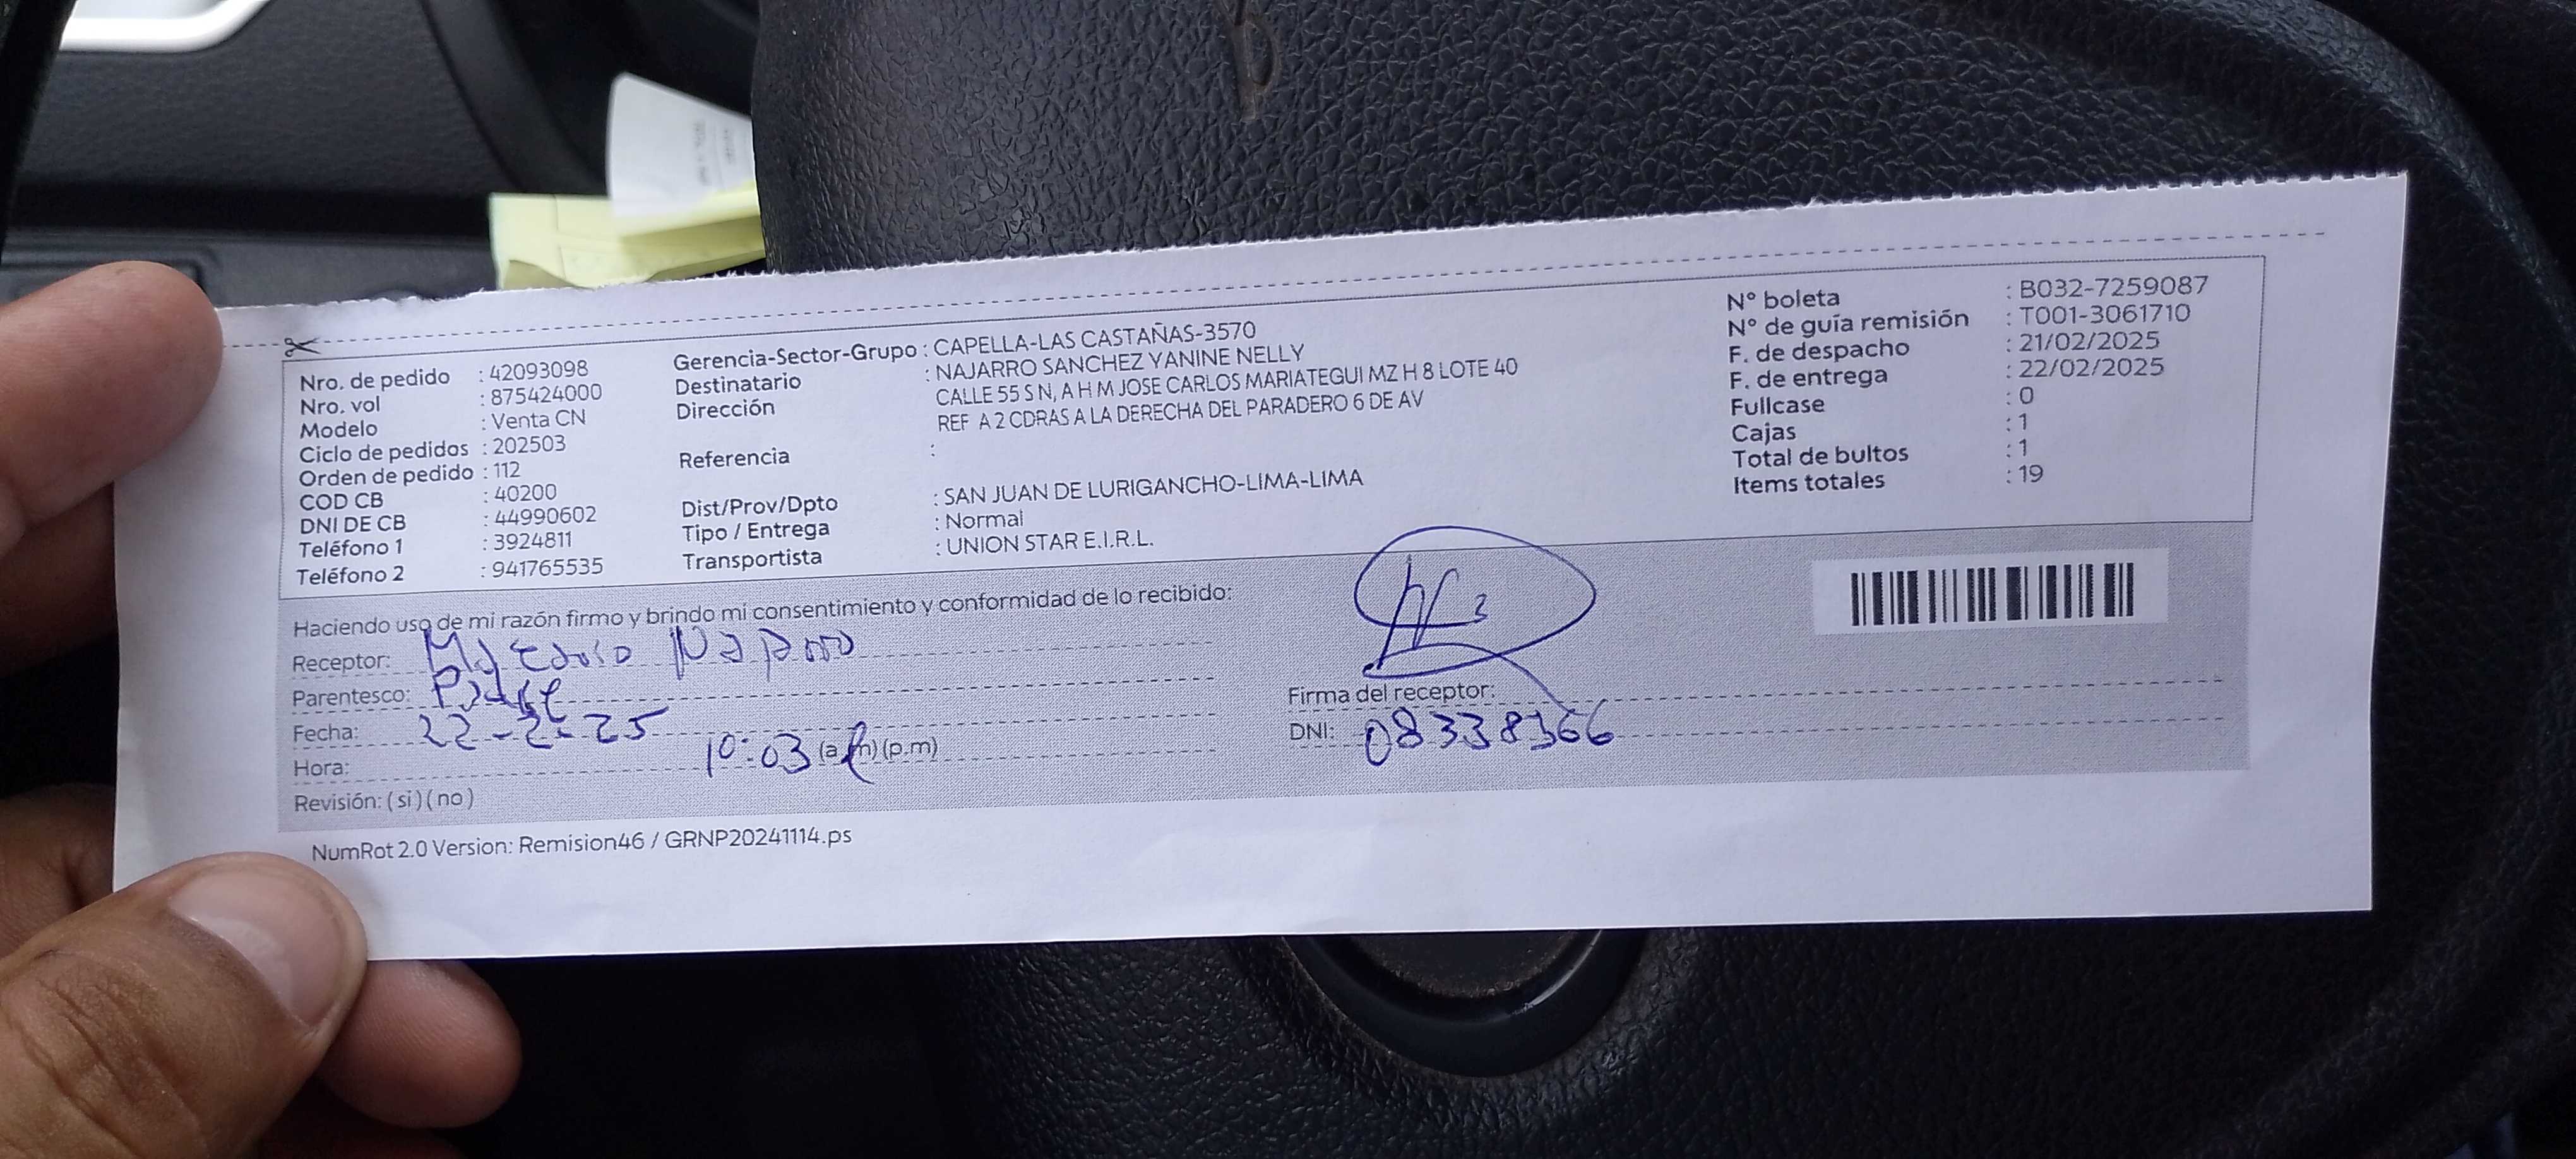 Nro. de pedido : 42093098
Nro. vol : 875424000
Modelo : Venta CN
Ciclo de pedidos : 202503
Orden de pedido : 112
COD CB : 40200
DNI DE CB : 44990602
Teléfono 1 : 3924811
Teléfono 2 : 941765535
Gerencia-Sector-Grupo : CAPELLA-LAS CASTAÑAS-3570
Destinatario : NAJARRO SANCHEZ YANINE NELLY
Dirección CALLE 55 S N, A H M JOSE CARLOS MARIATEGUI MZ H 8 LOTE 40
REF A 2 CDRAS A LA DERECHA DEL PARADERO 6 DE AV
Referencia :
Dist/Prov/Dpto : SAN JUAN DE LURIGANCHO-LIMA-LIMA
Tipo / Entrega : Normal
Transportista : UNION STAR E.I.R.L.
N° boleta : B032-7259087
N° de guía remisión : T001-3061710
F. de despacho : 21/02/2025
F. de entrega : 22/02/2025
Fullcase : 0
Cajas : 1
Total de bultos : 1
Items totales : 19
Haciendo uso de mi razón firmo y brindo mi consentimiento y conformidad de lo recibido:
Receptor:
Parentesco: Padre
Fecha: 22-2-25
Hora: 10:03 (a.m) (p.m)
Revisión: ( si ) ( no )
Firma del receptor:
DNI: 08338366
NumRot 2.0 Version: Remision46 / GRNP20241114.ps